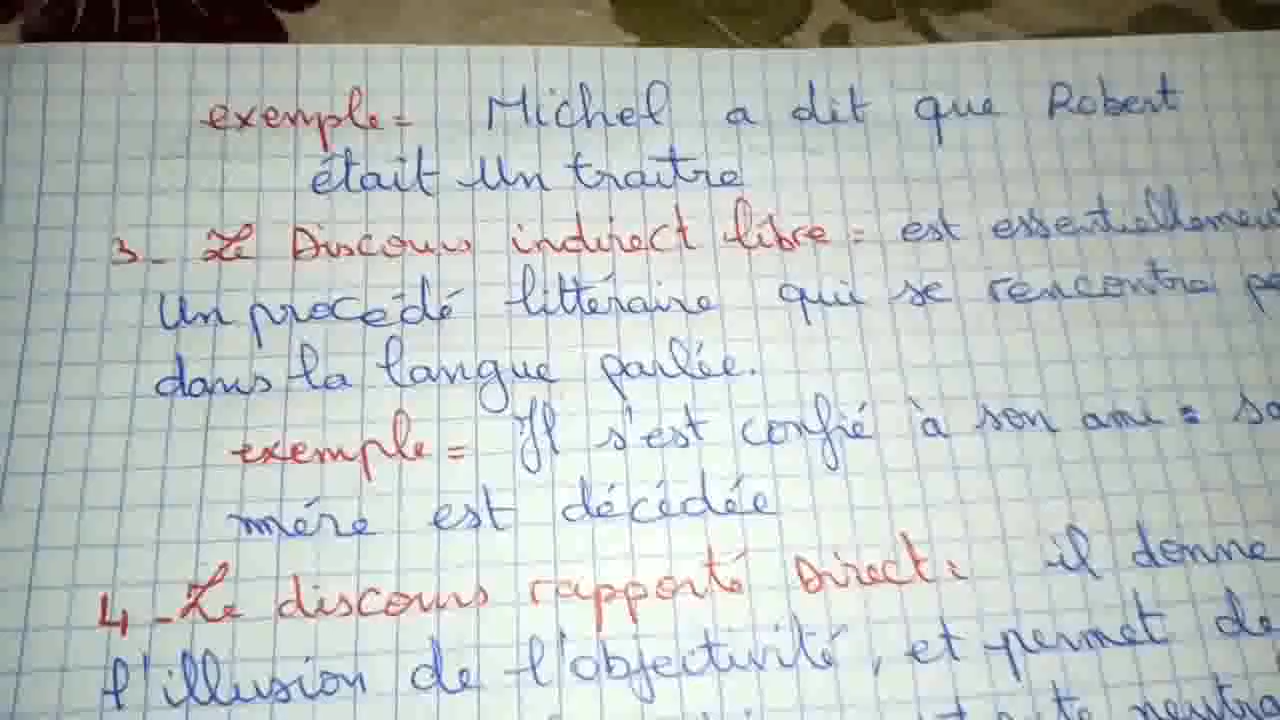 exemple = Michel a dit que Robert
était un traitre
3 - Le Discours indirect libre = est essentiellement
un procédé littéraire qui se rencontre
dans la langue parlée.
exemple = Il s'est confié à son ami : sa
mére est décédée
4 - Le discours rapporté Direct : il donne
l'illusion de l'objectivité, et permet de